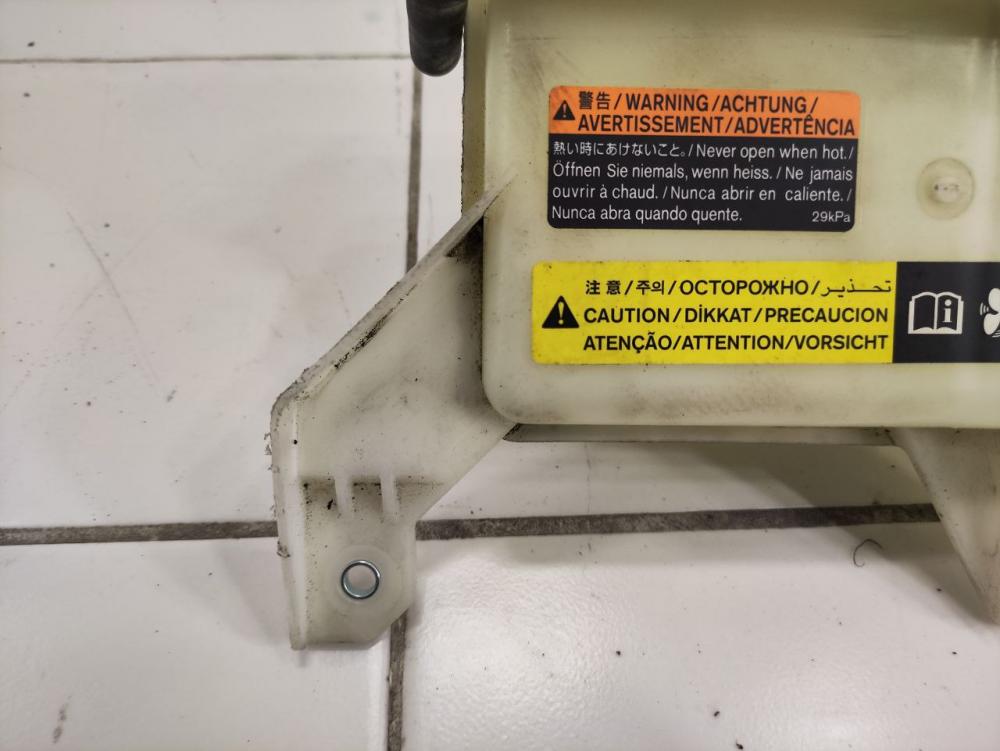 警告/WARNING/ACHTUNG/
AVERTISSEMENT/ADVERTÊNCIA
熱い時にあけないこと。/Never open when hot./
Öffnen Sie niemals, wenn heiss. / Ne jamais
ouvrir à chaud. / Nunca abrir en caliente. /
Nunca abra quando quente. 29kPa
注意/주의/ОСТОРОЖНО/تحـــذيـر
CAUTION/DİKKAT/PRECAUCION
ATENÇÃO/ATTENTION/VORSICHT